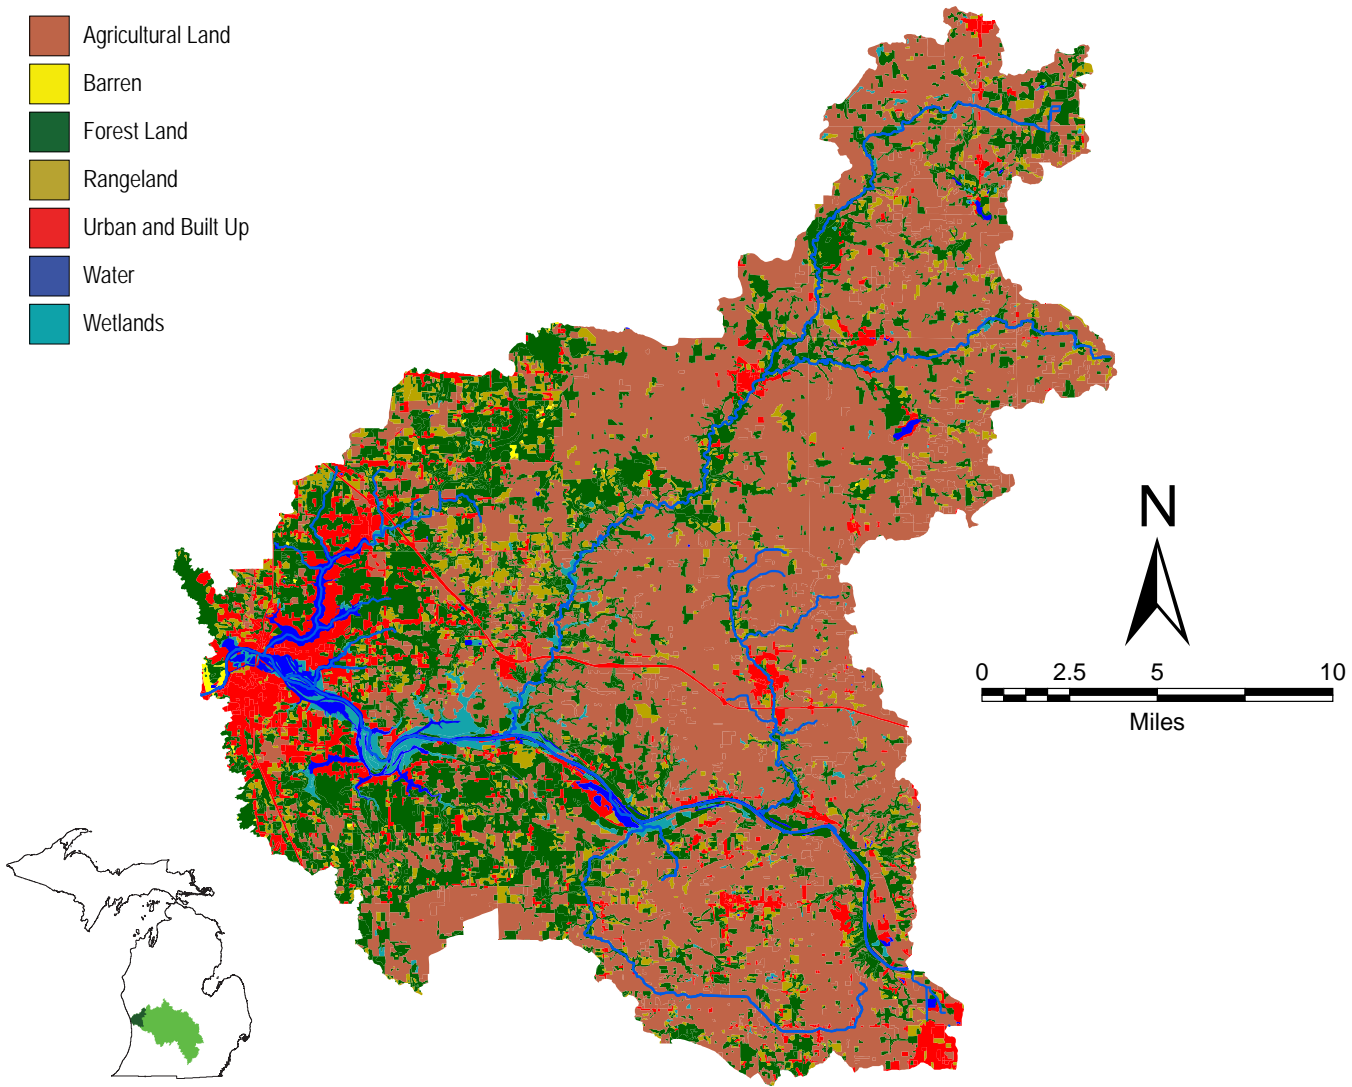 Agricultural Land
Barren
Forest Land
Rangeland
Urban and Built Up
Water
Wetlands
N
0 2.5 5 10
Miles